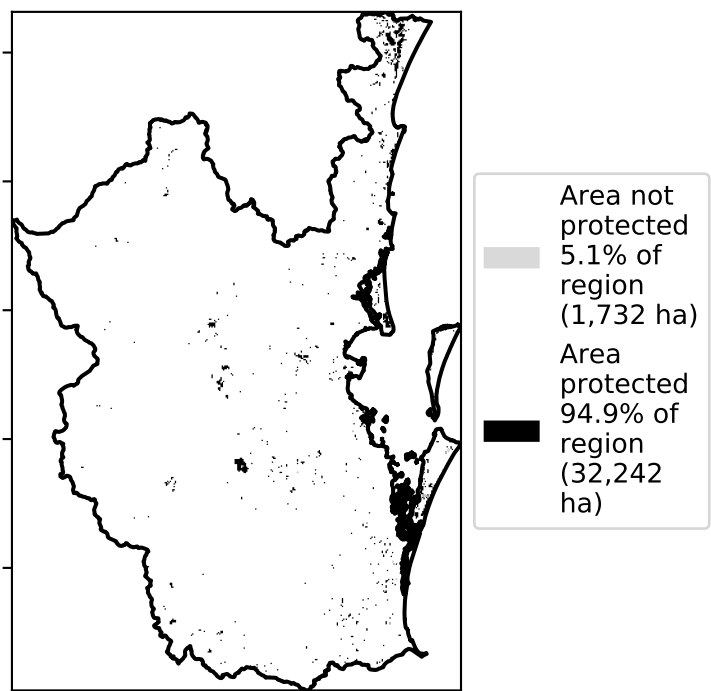 Area not
protected
5.1% of
region
(1,732 ha)
Area
protected
94.9% of
region
(32,242
ha)